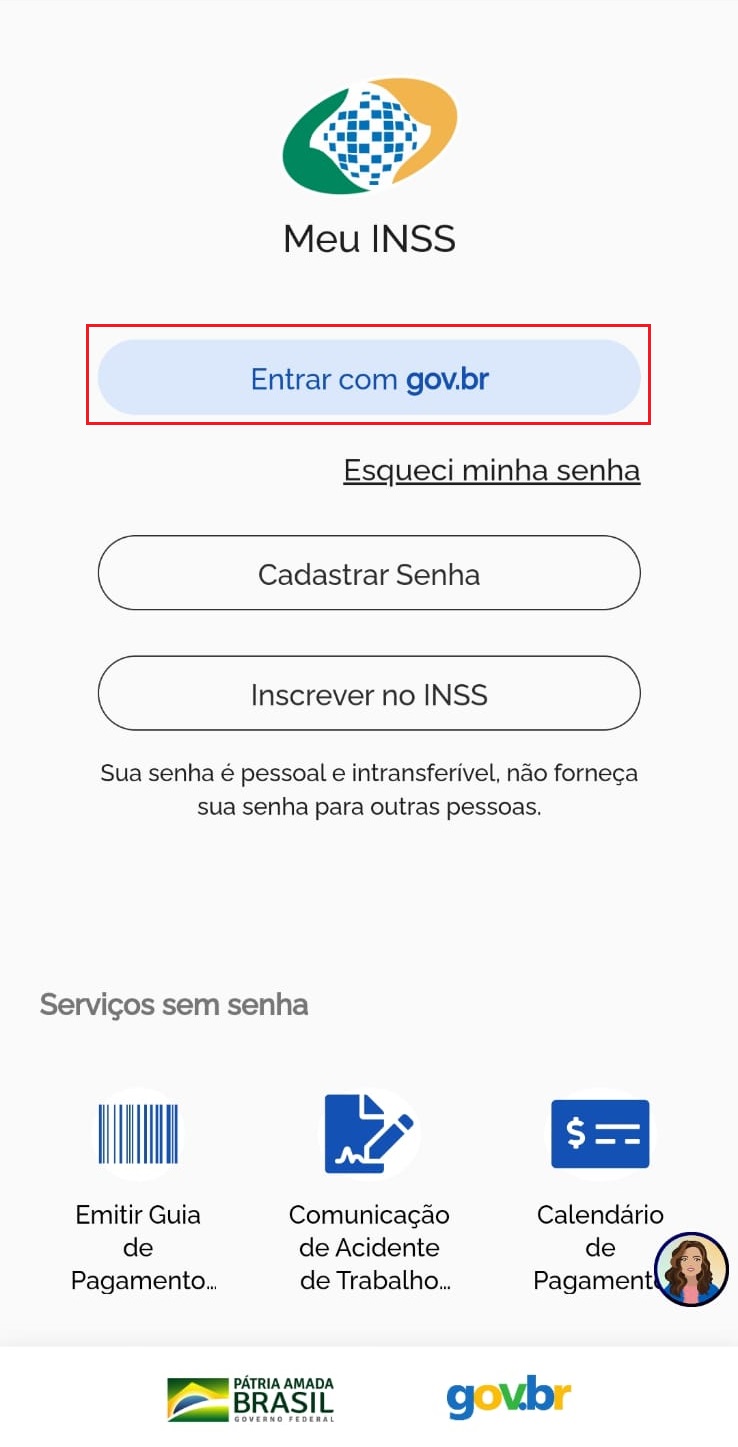 Meu INSS
Entrar com gov.br
Esqueci minha senha
Cadastrar Senha
Inscrever no INSS
Sua senha é pessoal e intransferível, não forneça
sua senha para outras pessoas.
Serviços sem senha
Emitir Guia
de
Pagamento...
Comunicação
de Acidente
de Trabalho...
Calendário
de
Pagament
PÁTRIA AMADA
BRASIL
GOVERNO FEDERAL
gov.br